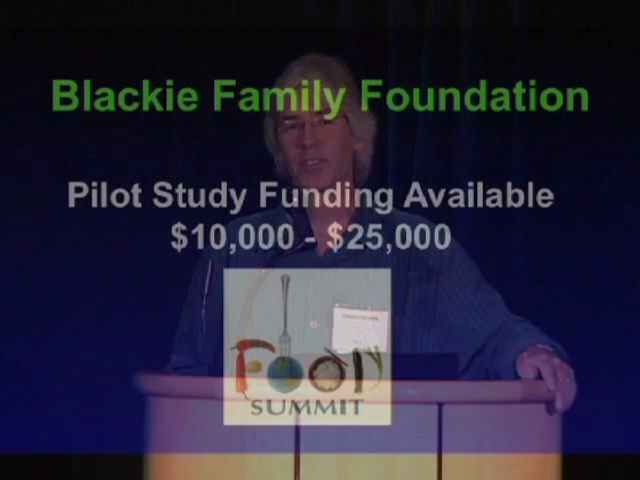 Blackie Family Foundation
Pilot Study Funding Available
$10,000 - $25,000
FOOD
SUMMIT